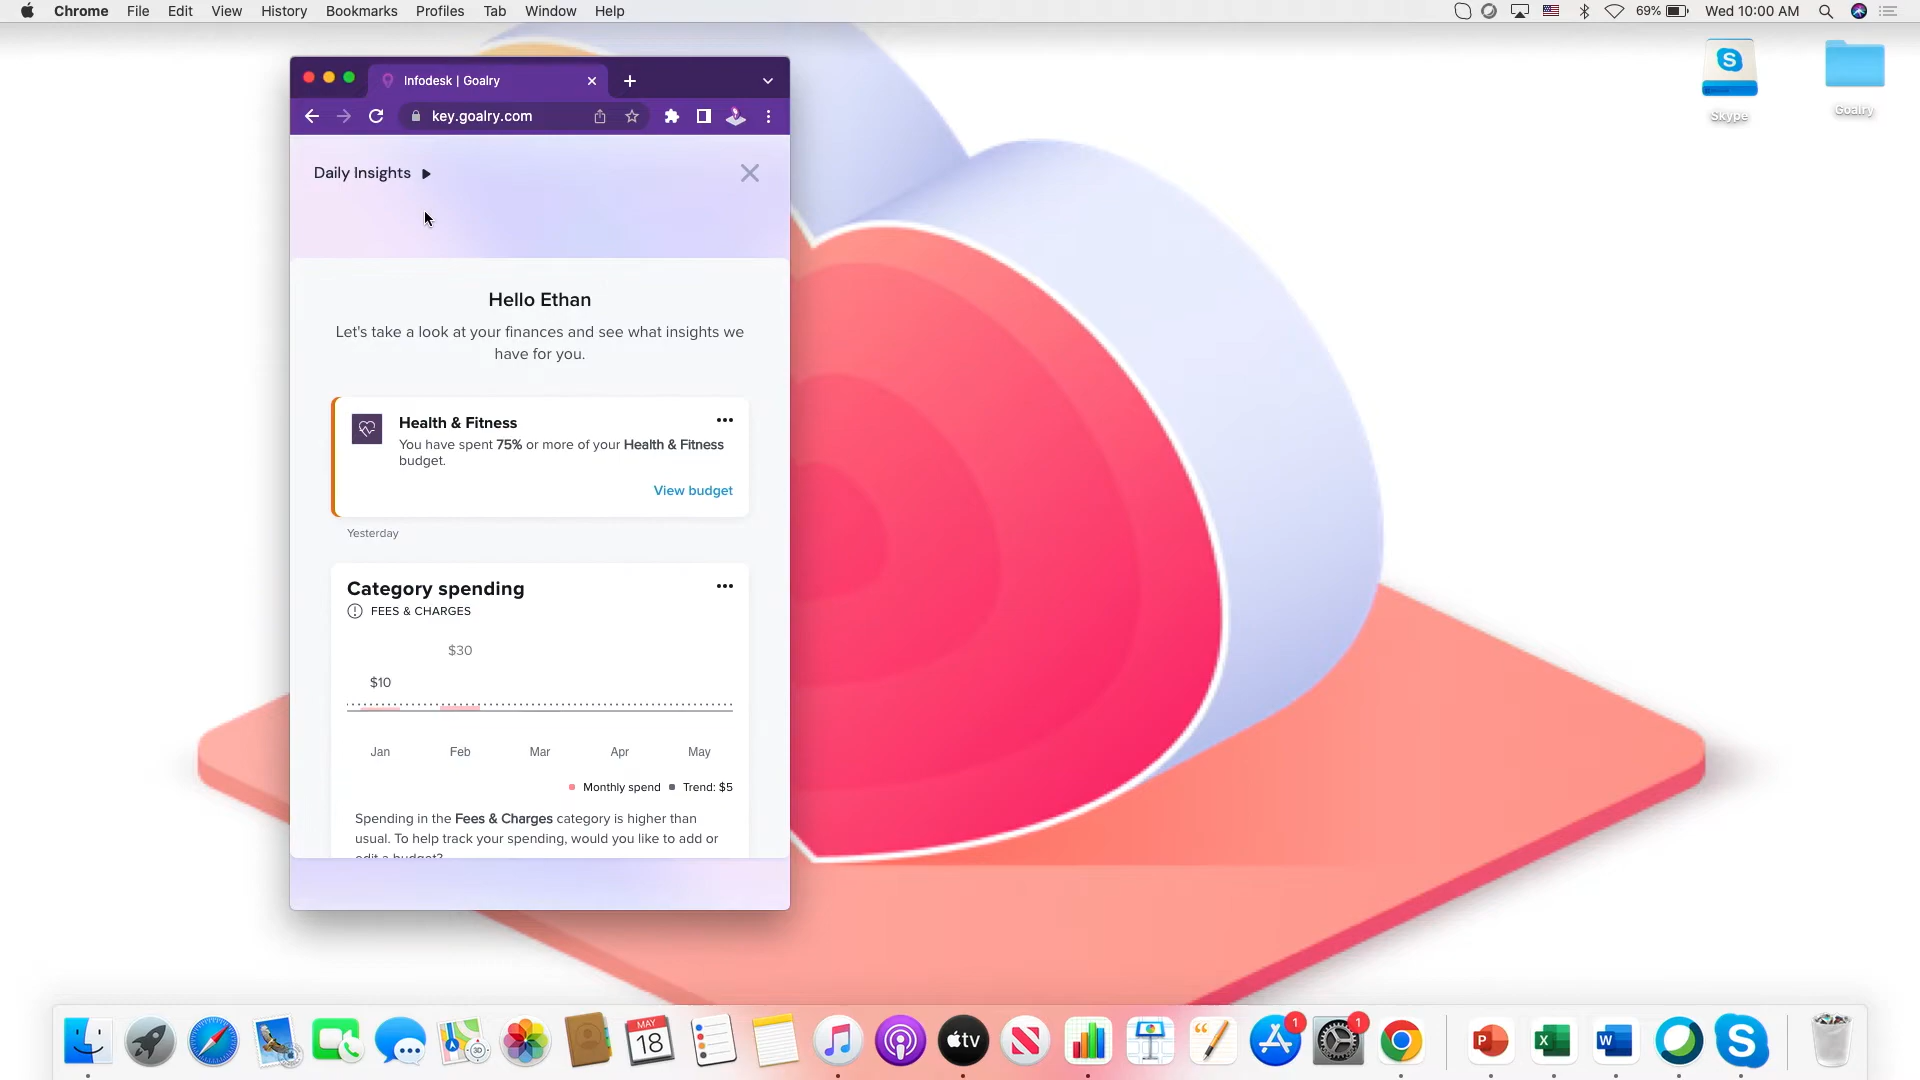 Chrome File Edit View History Bookmarks Profiles Tab Window Help 69% Wed 10:00 AM
Infodesk | Goalry
key.goalry.com
S
Skype
Goalry
Daily Insights
Hello Ethan
Let's take a look at your finances and see what insights we
have for you.
Health & Fitness
You have spent 75% or more of your Health & Fitness
budget.
View budget
Yesterday
Category spending
FEES & CHARGES
$30
$10
Jan Feb Mar Apr May
Monthly spend Trend: $5
Spending in the Fees & Charges category is higher than
usual. To help track your spending, would you like to add or
edit a budget?
MAY
18
3D
tv
N
1
1
P
X
W
S